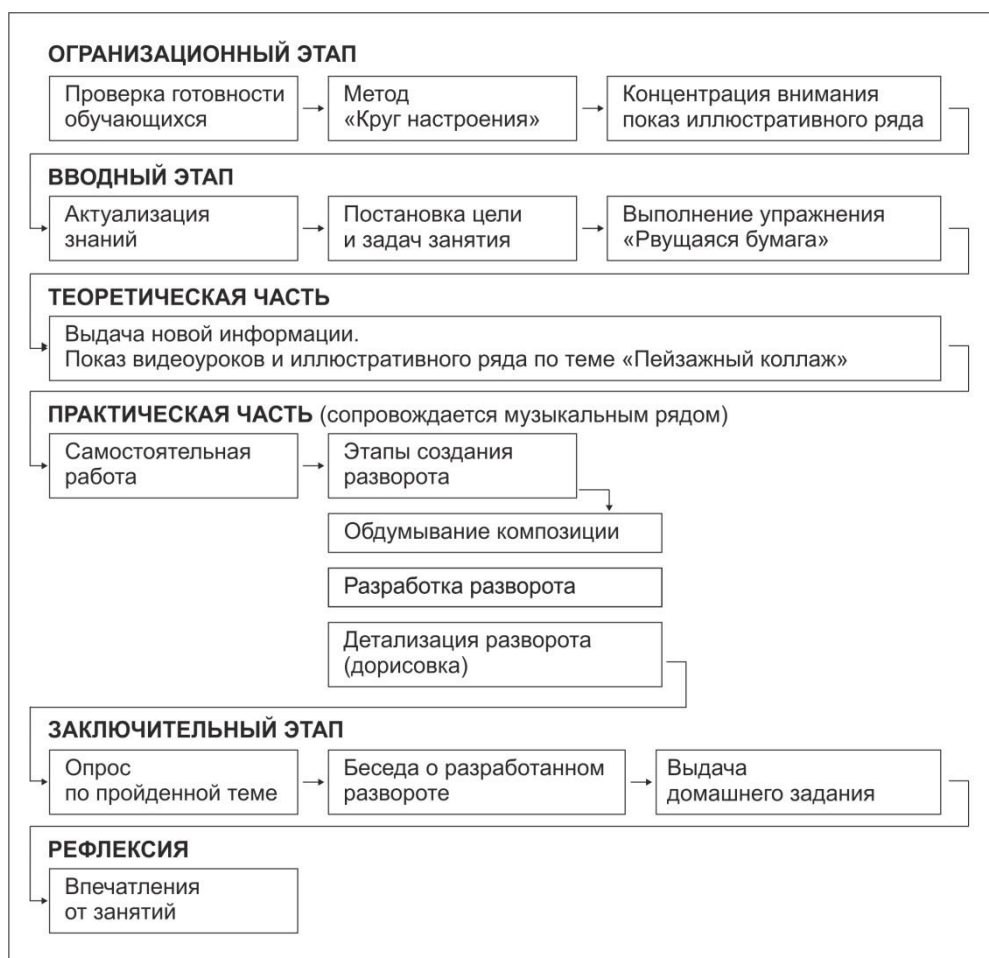 ОГРАНИЗАЦИОННЫЙ ЭТАП
Проверка готовности
обучающихся
Метод
«Круг настроения»
Концентрация внимания
показ иллюстративного ряда
ВВОДНЫЙ ЭТАП
Актуализация
знаний
Постановка цели
и задач занятия
Выполнение упражнения
«Рвущаяся бумага»
ТЕОРЕТИЧЕСКАЯ ЧАСТЬ
Выдача новой информации.
Показ видеоуроков и иллюстративного ряда по теме «Пейзажный коллаж»
ПРАКТИЧЕСКАЯ ЧАСТЬ (сопровождается музыкальным рядом)
Самостоятельная
работа
Этапы создания
разворота
Обдумывание композиции
Разработка разворота
Детализация разворота
(дорисовка)
ЗАКЛЮЧИТЕЛЬНЫЙ ЭТАП
Опрос
по пройденной теме
Беседа о разработанном
развороте
Выдача
домашнего задания
РЕФЛЕКСИЯ
Впечатления
от занятий